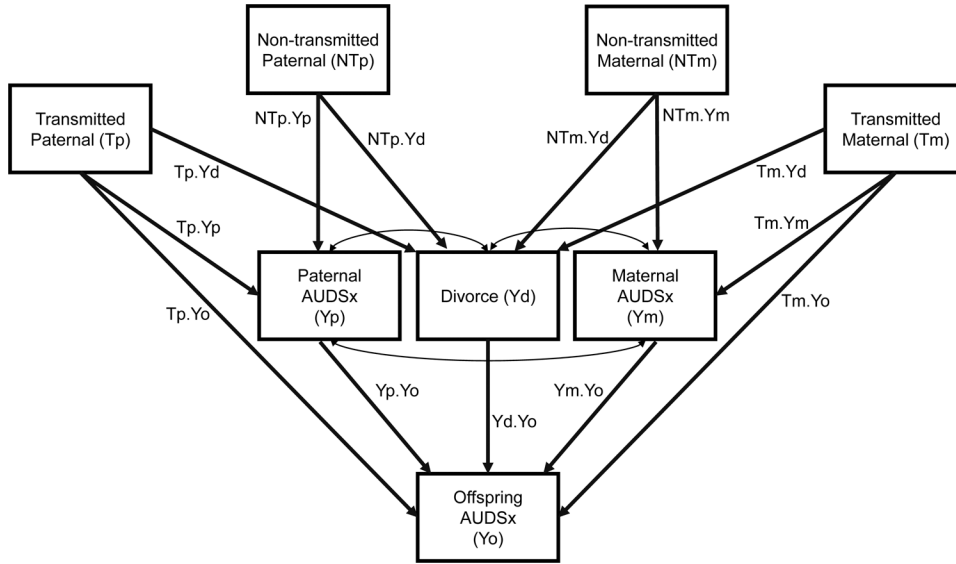 Non-transmitted
Paternal (NTp)
Non-transmitted
Maternal (NTm)
Transmitted
Paternal (Tp)
Transmitted
Maternal (Tm)
NTp.Yp
NTp.Yd
NTm.Yd
NTm.Ym
Tp.Yd
Tm.Yd
Tp.Yp
Tm.Ym
Tp.Yo
Tm.Yo
Paternal
AUDSx
(Yp)
Divorce (Yd)
Maternal
AUDSx
(Ym)
Yp.Yo
Yd.Yo
Ym.Yo
Offspring
AUDSx
(Yo)